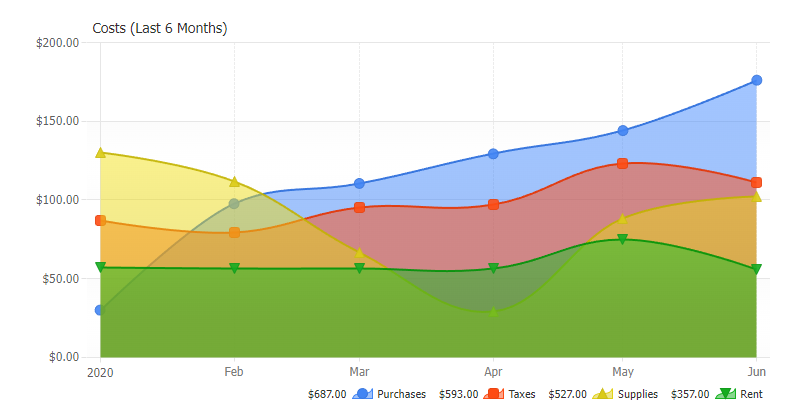 Costs (Last 6 Months)
$200.00
$150.00
$100.00
$50.00
$0.00
2020 Feb Mar Apr May Jun
$687.00 Purchases $593.00 Taxes $527.00 Supplies $357.00 Rent